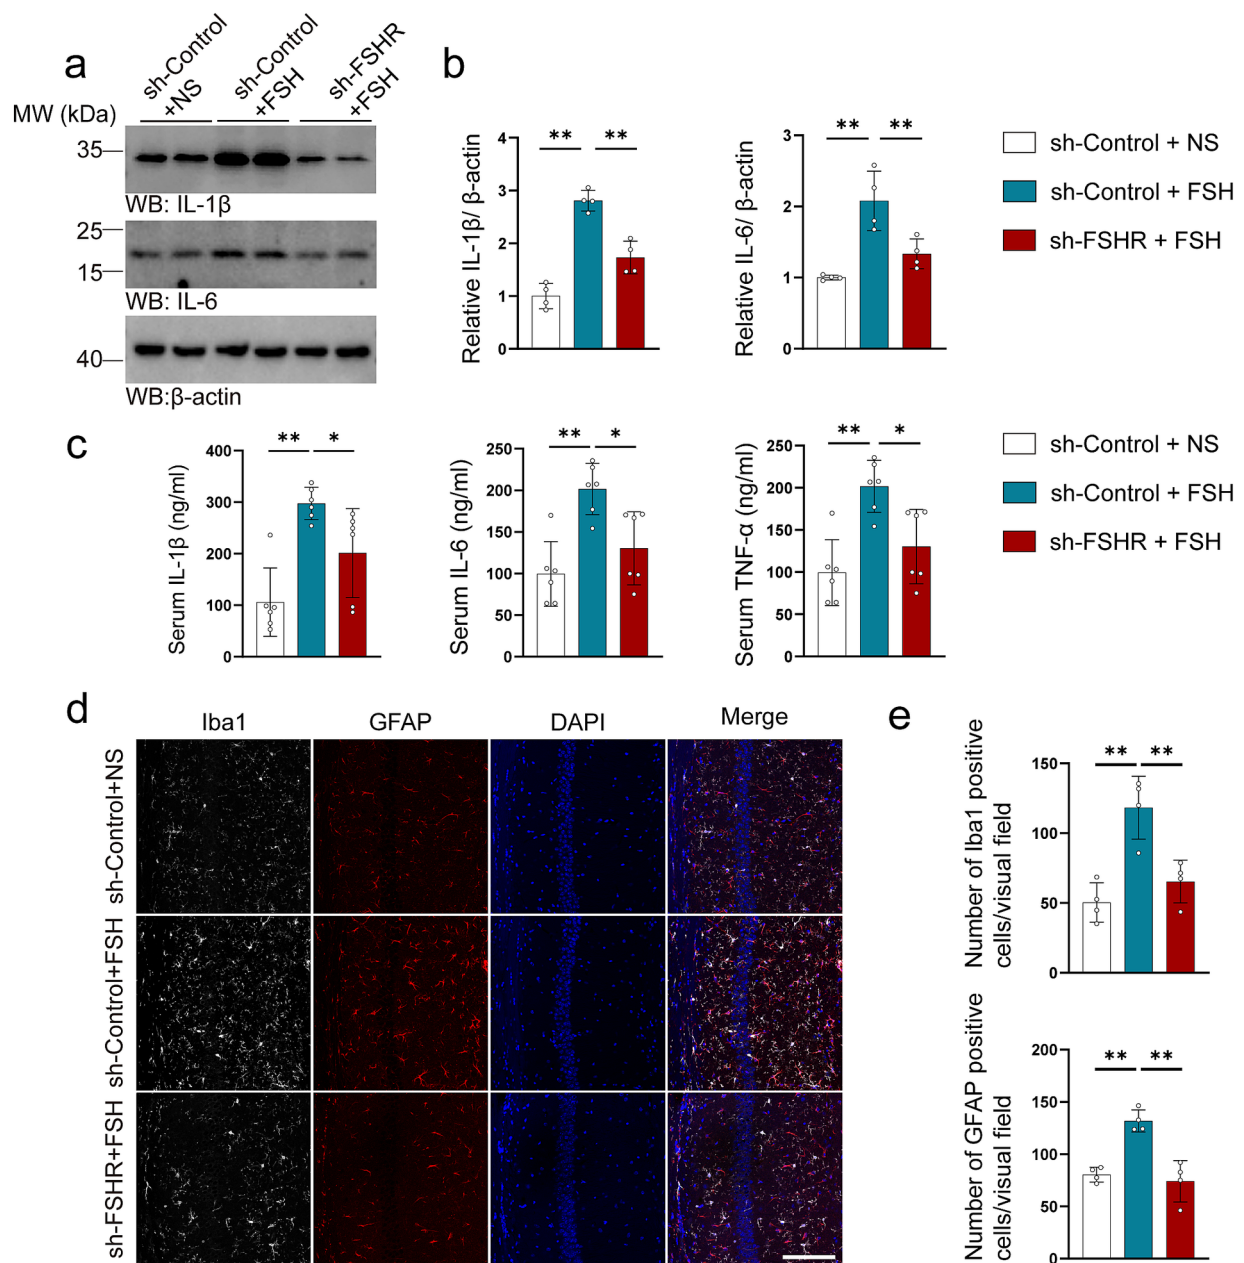 a
sh-Control
+NS
sh-Control
+FSH
sh-FSHR
+FSH
MW (kDa)
35
WB: IL-1β
25
15
WB: IL-6
40
WB:β-actin
b
Relative IL-1β/ β-actin
4
3
2
1
0
** **
Relative IL-6/ β-actin
3
2
1
0
** **
sh-Control + NS
sh-Control + FSH
sh-FSHR + FSH
c
Serum IL-1β (ng/ml)
400
300
200
100
0
** *
Serum IL-6 (ng/ml)
250
200
150
100
50
0
** *
Serum TNF-α (ng/ml)
250
200
150
100
50
0
** *
sh-Control + NS
sh-Control + FSH
sh-FSHR + FSH
d
Iba1 GFAP DAPI Merge
sh-Control+NS
sh-Control+FSH
sh-FSHR+FSH
e
Number of Iba1 positive
cells/visual field
150
100
50
0
** **
Number of GFAP positive
cells/visual field
200
150
100
50
0
** **